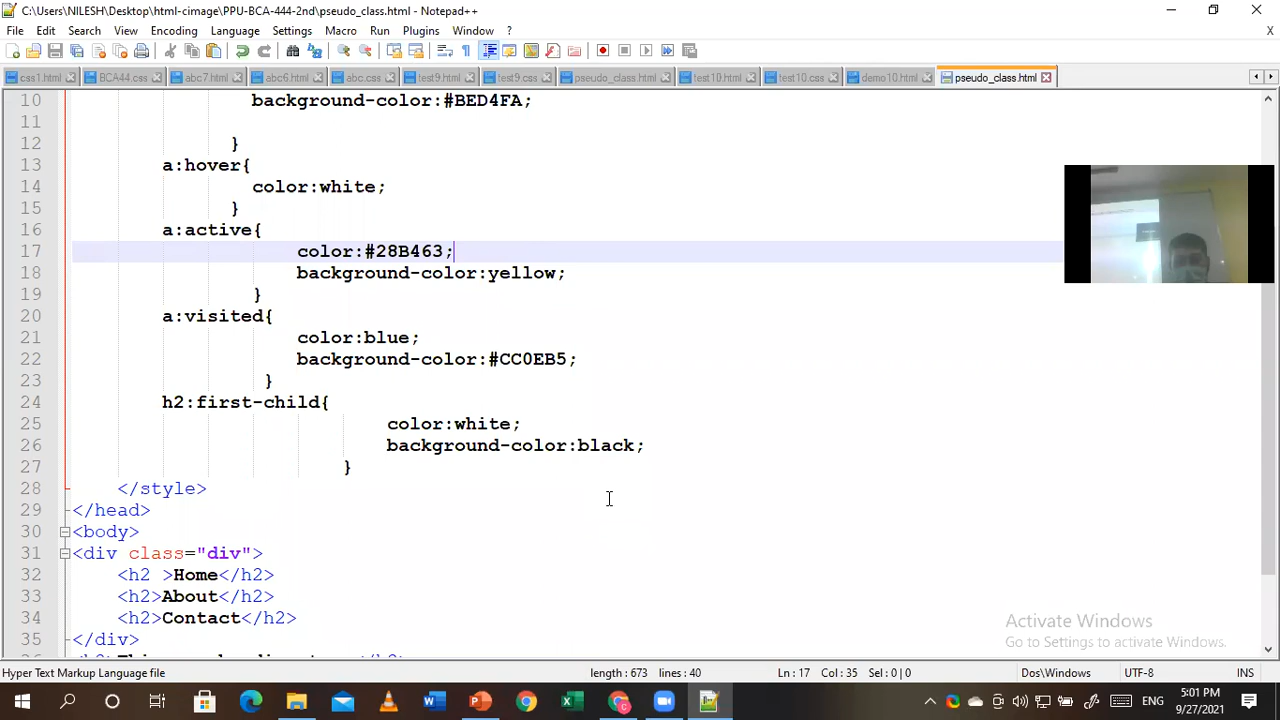 C:\Users\NILESH\Desktop\html-cimage\PPU-BCA-444-2nd\pseudo_class.html - Notepad++
File Edit Search View Encoding Language Settings Macro Run Plugins Window ? X
css1.html BCA44.css abc7.html abc6.html abc.css test9.html test9.css pseudo_class.html test10.html test10.css demo10.html pseudo_class.html
10 background-color:#BED4FA;
11
12 }
13 a:hover{
14 color:white;
15 }
16 a:active{
17 color:#28B463;
18 background-color:yellow;
19 }
20 a:visited{
21 color:blue;
22 background-color:#CC0EB5;
23 }
24 h2:first-child{
25 color:white;
26 background-color:black;
27 }
28 </style>
29 </head>
30 <body>
31 <div class="div">
32 <h2 >Home</h2>
33 <h2>About</h2>
34 <h2>Contact</h2>
35 </div>
Activate Windows
Go to Settings to activate Windows.
Hyper Text Markup Language file length : 673 lines : 40 Ln : 17 Col : 35 Sel : 0 | 0 Dos\Windows UTF-8 INS
ENG 5:01 PM
9/27/2021